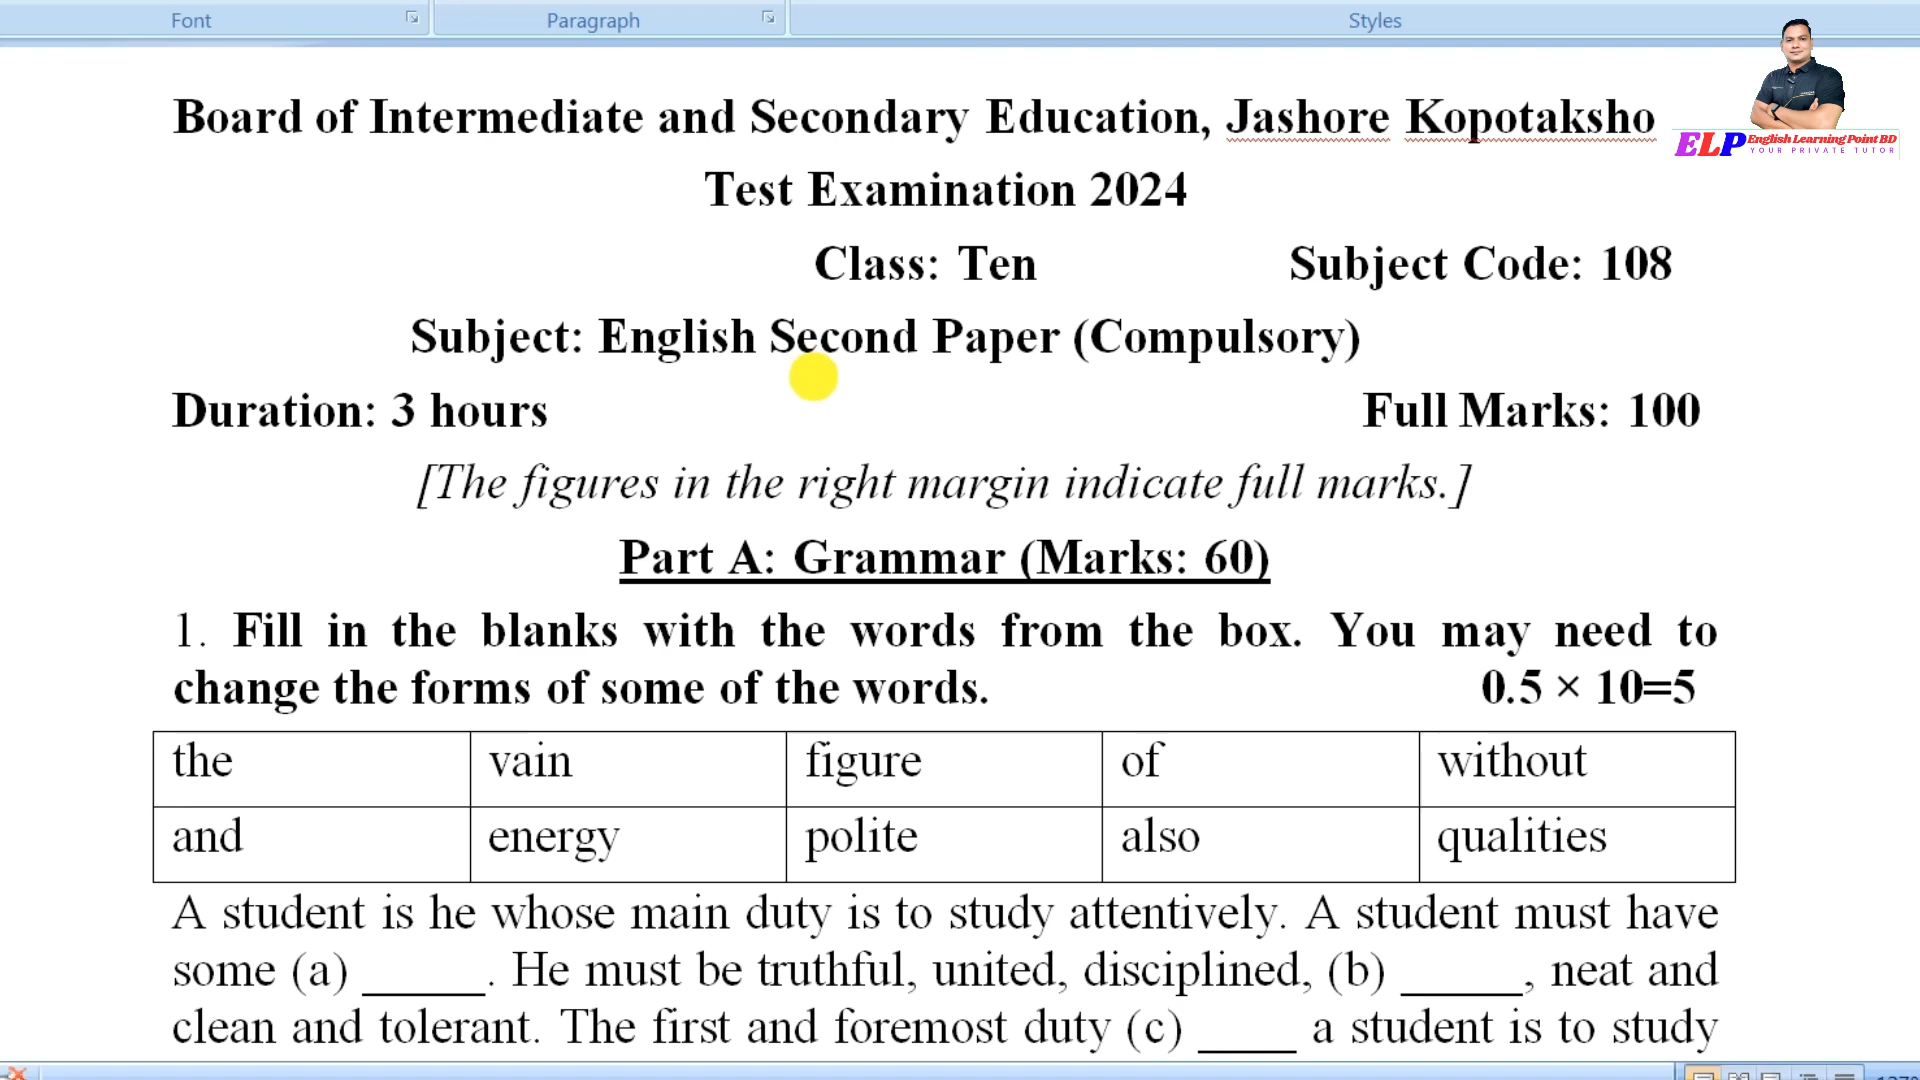 Font Paragraph Styles
Board of Intermediate and Secondary Education, Jashore Kopotaksho
ELP English Learning Point BD
YOUR PRIVATE TUTOR
Test Examination 2024
Class: Ten Subject Code: 108
Subject: English Second Paper (Compulsory)
Duration: 3 hours Full Marks: 100
[The figures in the right margin indicate full marks.]
Part A: Grammar (Marks: 60)
1. Fill in the blanks with the words from the box. You may need to
change the forms of some of the words. 0.5 × 10=5
the vain figure of without
and energy polite also qualities
A student is he whose main duty is to study attentively. A student must have
some (a) _____. He must be truthful, united, disciplined, (b) _____, neat and
clean and tolerant. The first and foremost duty (c) ____ a student is to study